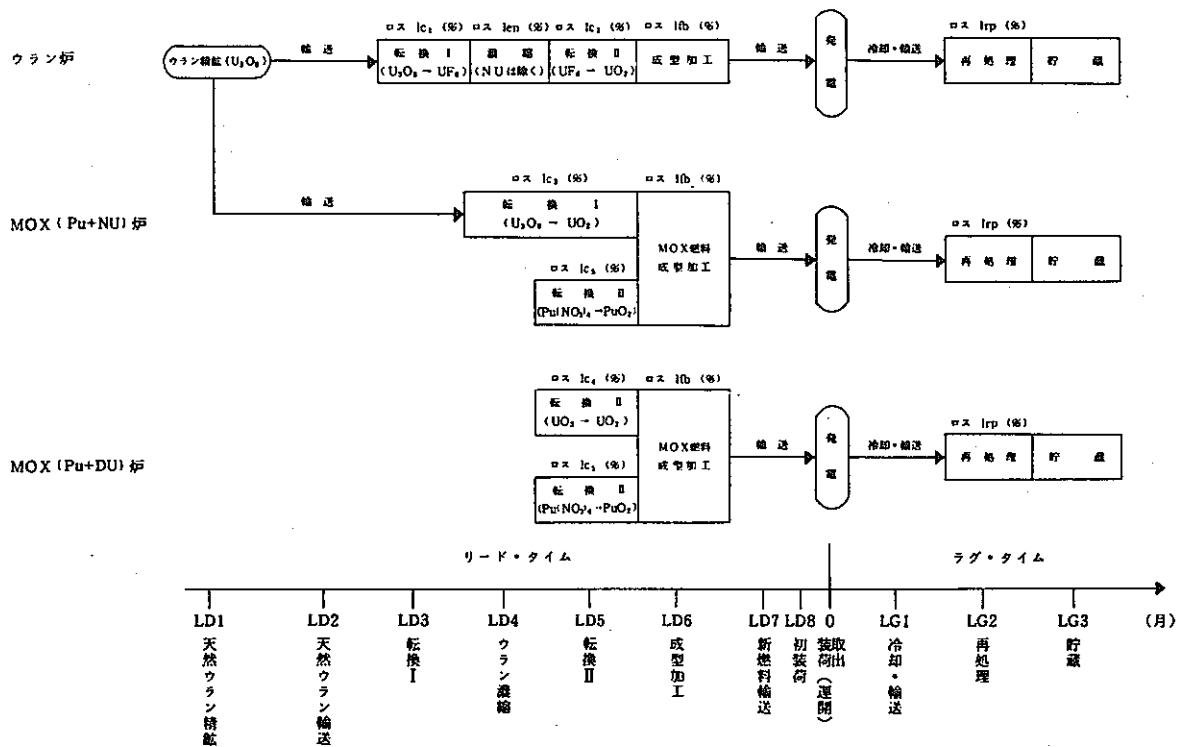 ロス lc₁ (%) ロス len (%) ロス lc₂ (%) ロス lfb (%) ロス lrp (%)
ウラン炉
ウラン精鉱 (U₃O₈)
輸送
転換 I
(U₃O₈ → UF₆)
濃縮
(NUは除く)
転換 II
(UF₆ → UO₂)
成型加工
輸送
発電
冷却・輸送
再処理
貯蔵
ロス lc₃ (%) ロス lfb (%)
MOX (Pu+NU) 炉
輸送
転換 I
(U₃O₈ → UO₂)
ロス lc₅ (%)
転換 II
(Pu(NO₃)₄→PuO₂)
MOX燃料
成型加工
輸送
発電
冷却・輸送
ロス lrp (%)
再処理
貯蔵
ロス lc₄ (%) ロス lfb (%)
MOX (Pu+DU) 炉
転換 II
(UO₃ → UO₂)
ロス lc₅ (%)
転換 II
(Pu(NO₃)₄→PuO₂)
MOX燃料
成型加工
輸送
発電
冷却・輸送
ロス lrp (%)
再処理
貯蔵
リード・タイム ラグ・タイム
LD1 LD2 LD3 LD4 LD5 LD6 LD7 LD8 0 LG1 LG2 LG3 (月)
天然ウラン精鉱
天然ウラン輸送
転換I
ウラン濃縮
転換II
成型加工
新燃料輸送
初装荷
装荷(運開)
取出
冷却・輸送
再処理
貯蔵